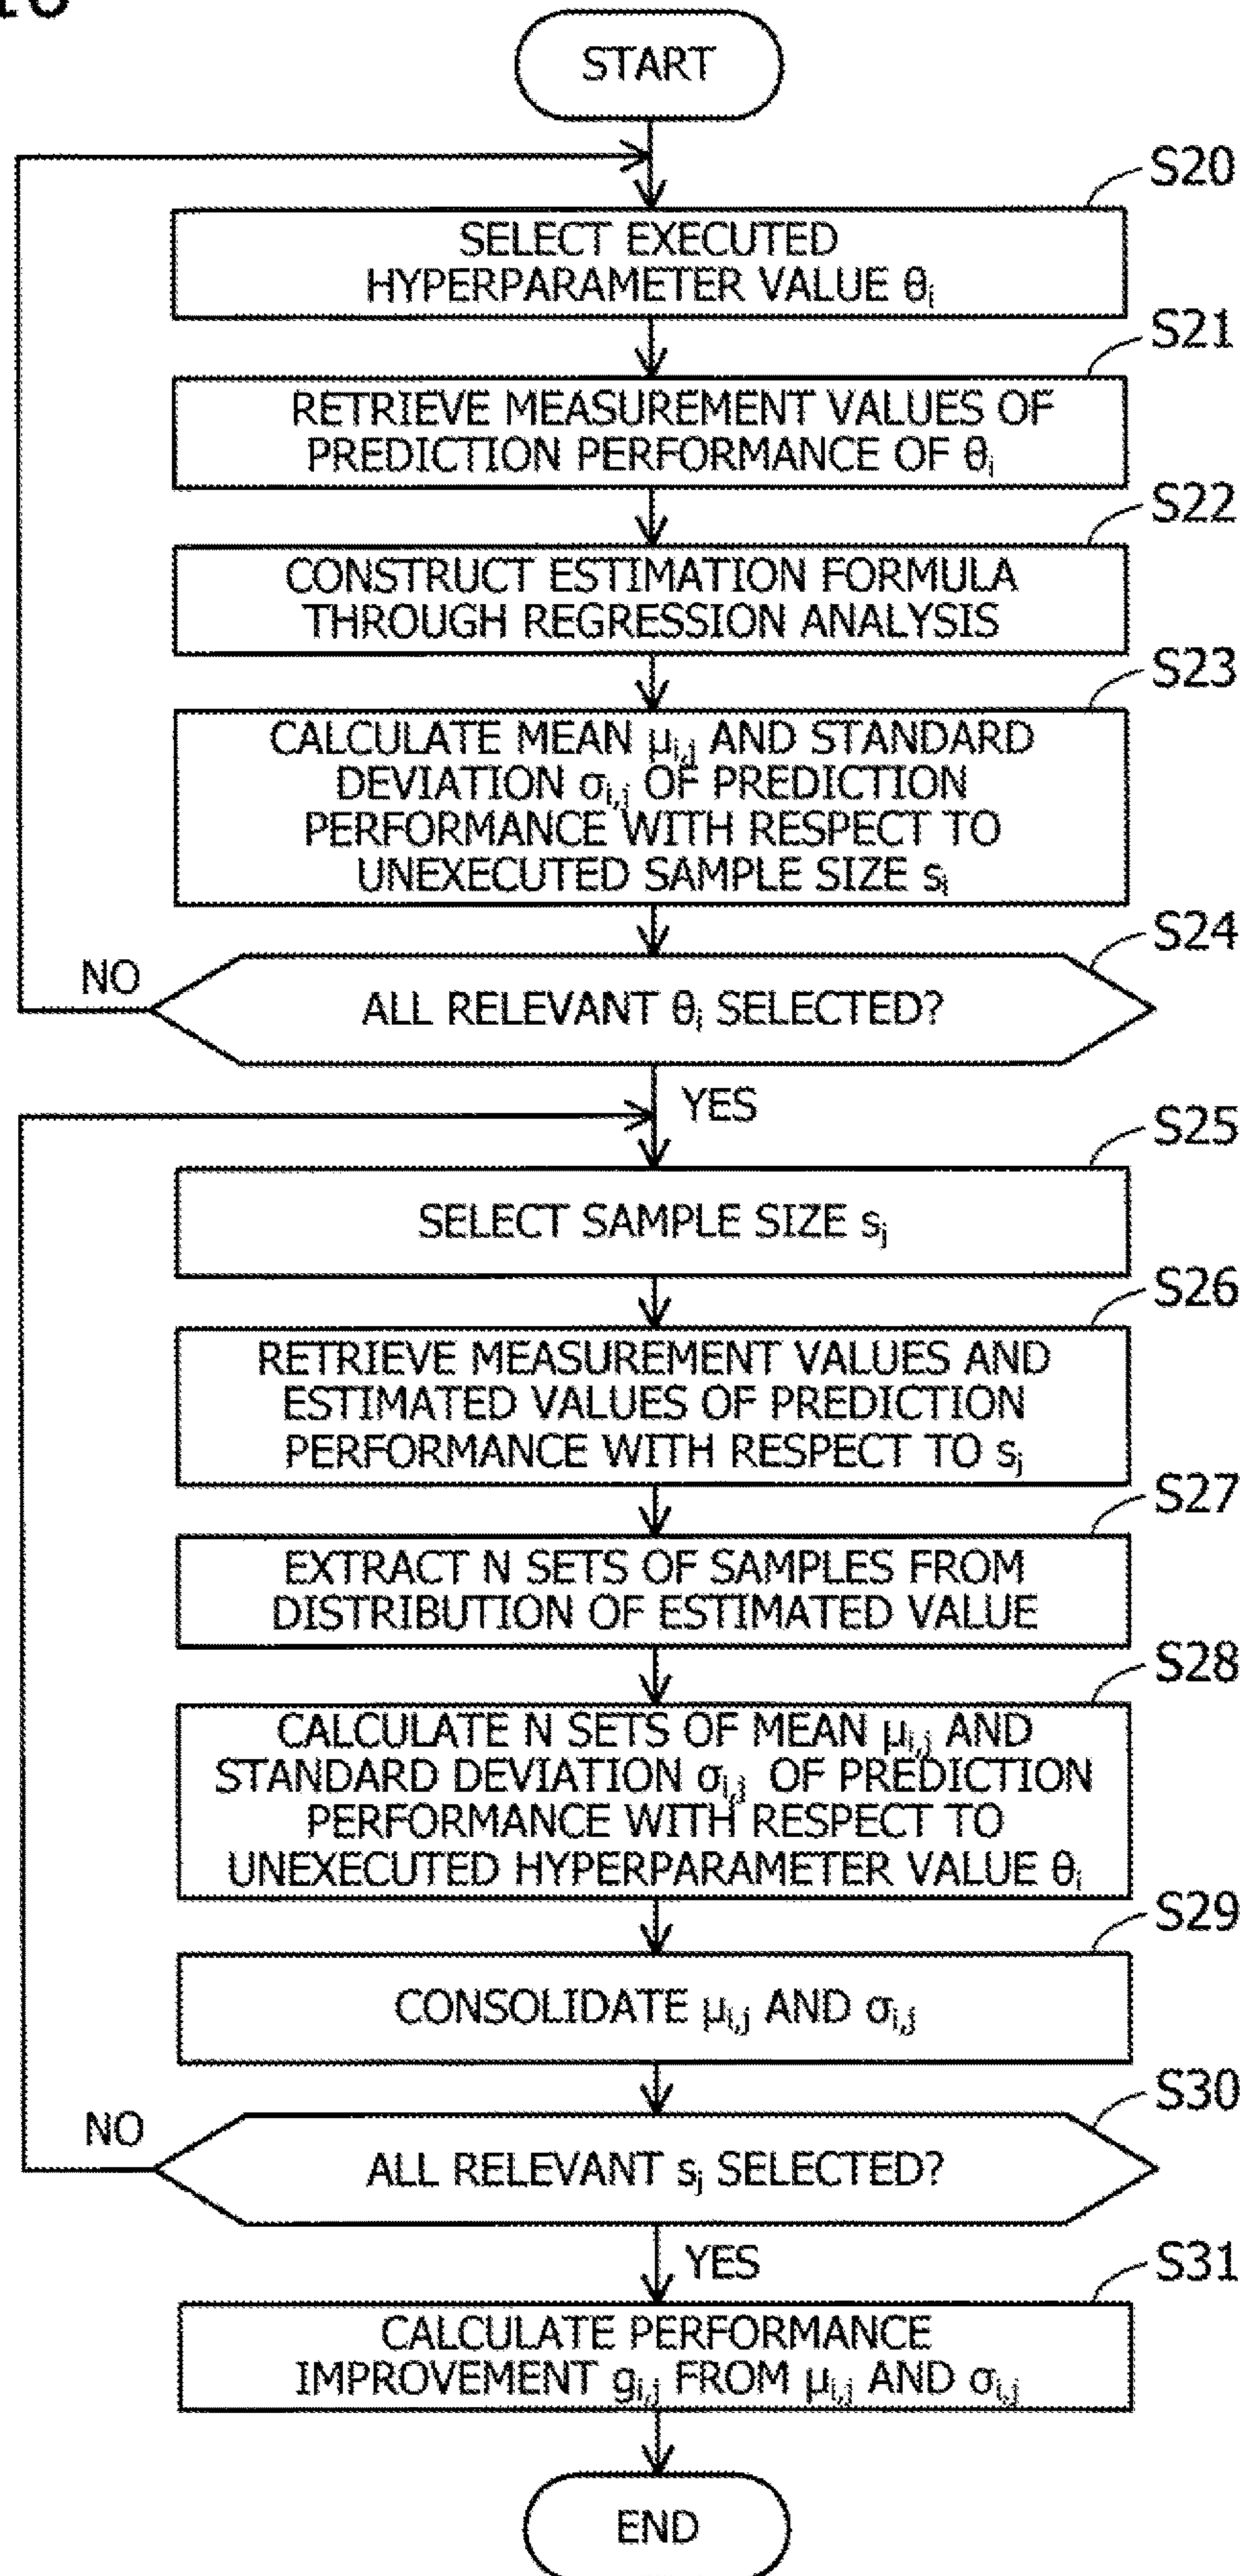 START
S20
SELECT EXECUTED
HYPERPARAMETER VALUE θi
S21
RETRIEVE MEASUREMENT VALUES OF
PREDICTION PERFORMANCE OF θi
S22
CONSTRUCT ESTIMATION FORMULA
THROUGH REGRESSION ANALYSIS
S23
CALCULATE MEAN μi,j AND STANDARD
DEVIATION σi,j OF PREDICTION
PERFORMANCE WITH RESPECT TO
UNEXECUTED SAMPLE SIZE sj
S24
NO
ALL RELEVANT θi SELECTED?
YES
S25
SELECT SAMPLE SIZE sj
S26
RETRIEVE MEASUREMENT VALUES AND
ESTIMATED VALUES OF PREDICTION
PERFORMANCE WITH RESPECT TO sj
S27
EXTRACT N SETS OF SAMPLES FROM
DISTRIBUTION OF ESTIMATED VALUE
S28
CALCULATE N SETS OF MEAN μi,j AND
STANDARD DEVIATION σi,j OF PREDICTION
PERFORMANCE WITH RESPECT TO
UNEXECUTED HYPERPARAMETER VALUE θi
S29
CONSOLIDATE μi,j AND σi,j
S30
NO
ALL RELEVANT sj SELECTED?
YES
S31
CALCULATE PERFORMANCE
IMPROVEMENT gi,j FROM μi,j AND σi,j
END